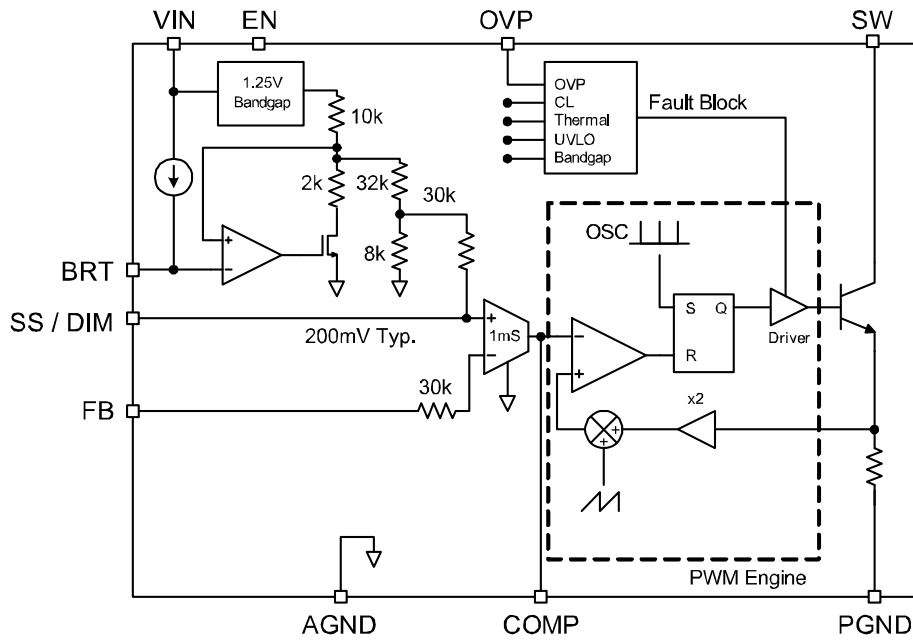 VIN
EN
OVP
SW
1.25V
Bandgap
10k
OVP
CL
Thermal
UVLO
Bandgap
Fault Block
2k
32k
30k
+
-
8k
OSC
BRT
SS / DIM
200mV Typ.
+
1mS
-
-
+
S
Q
R
Driver
FB
30k
x2
+
+
PWM Engine
AGND
COMP
PGND